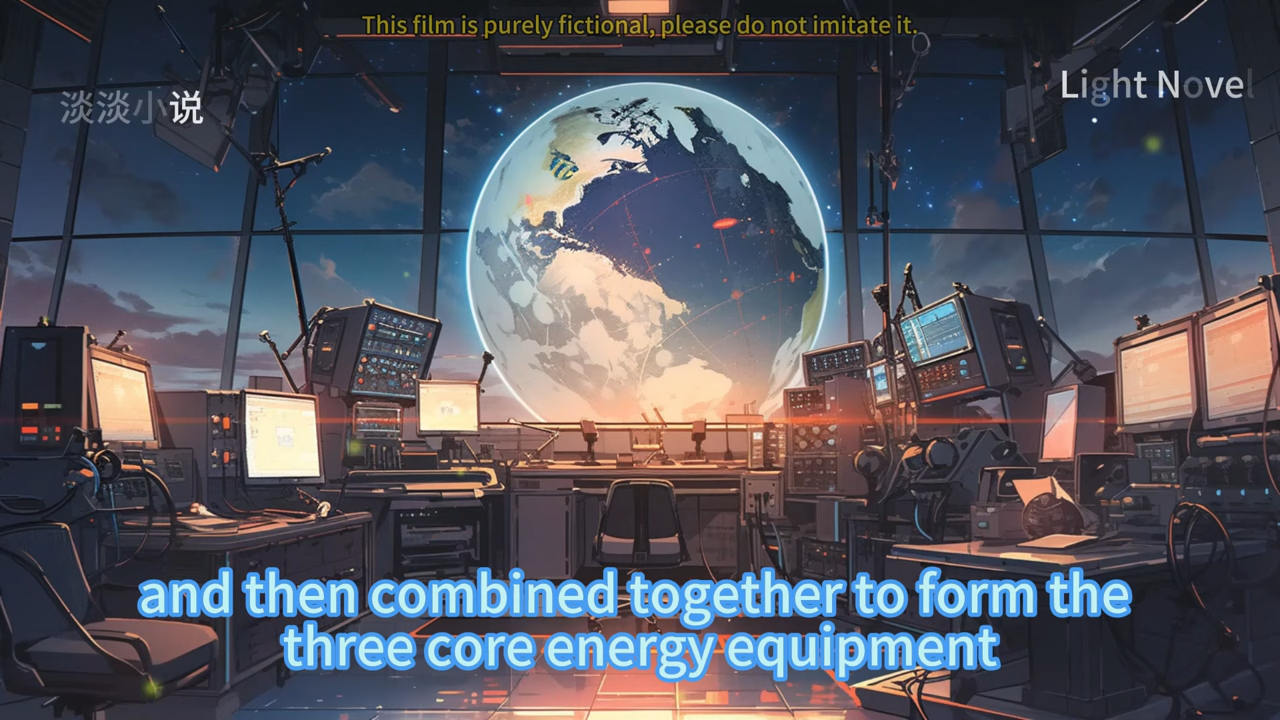 This film is purely fictional, please do not imitate it.
淡淡小说
Light Novel
and then combined together to form the
three core energy equipment